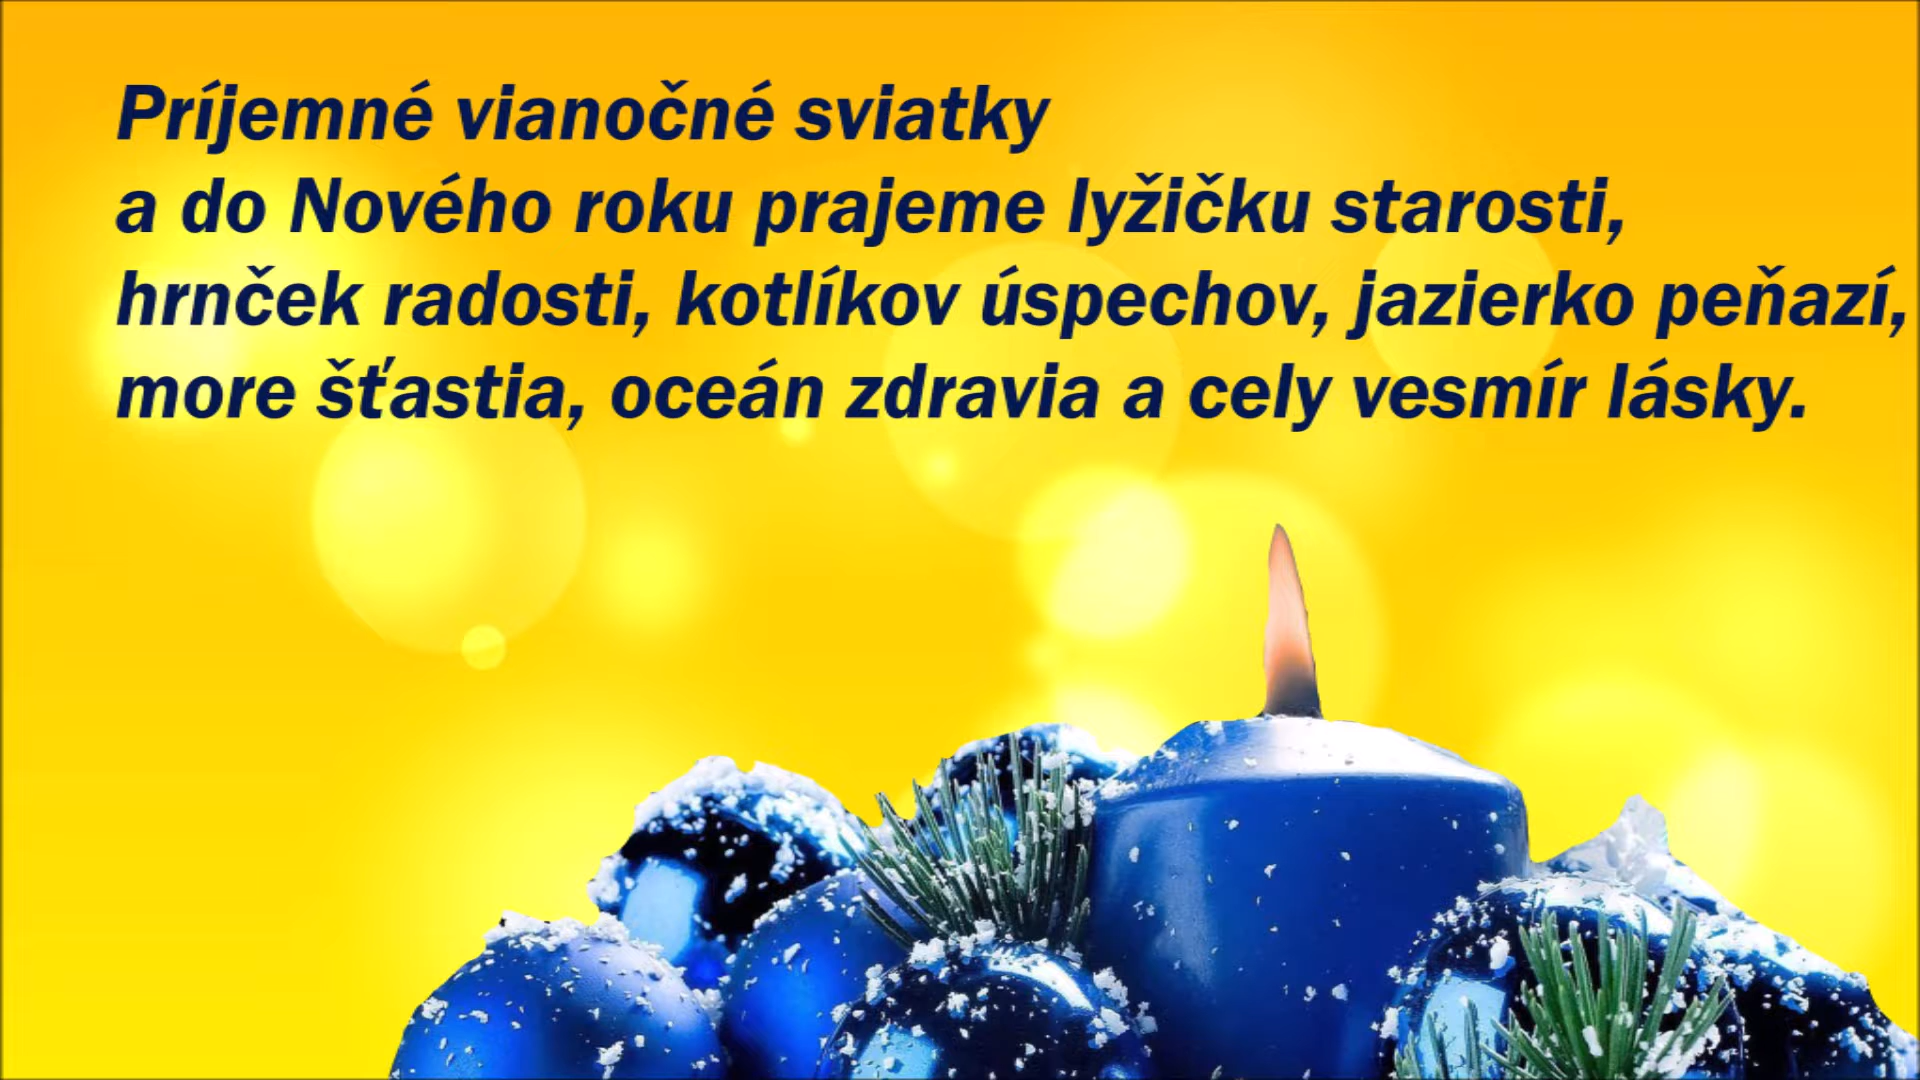 Príjemné vianočné sviatky
a do Nového roku prajeme lyžičku starosti,
hrnček radosti, kotlíkov úspechov, jazierko peňazí,
more šťastia, oceán zdravia a cely vesmír lásky.